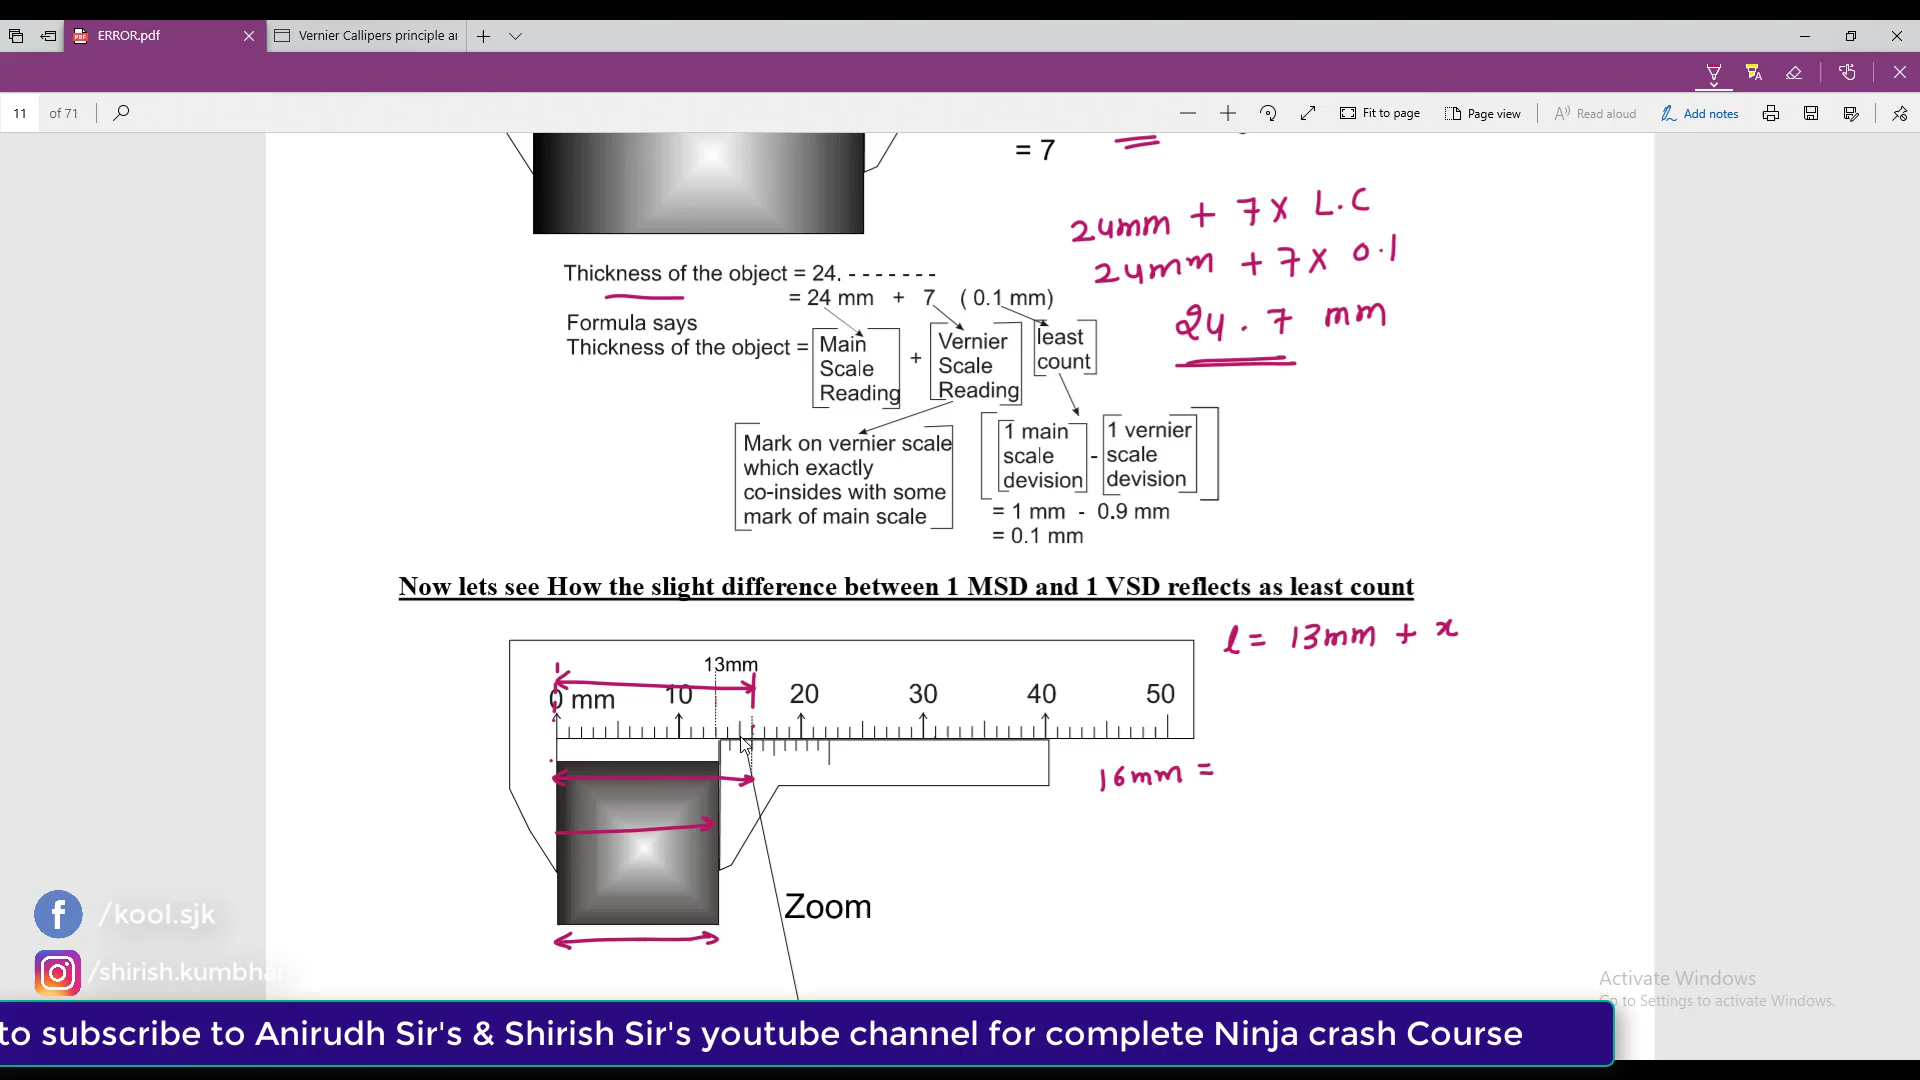 ERROR.pdf
Vernier Callipers principle ar
11 of 71
Fit to page
Page view
Read aloud
Add notes
= 7
24mm + 7 X L.C
24mm + 7 X 0.1
24.7 mm
Thickness of the object = 24. - - - - - - -
= 24 mm + 7 ( 0.1 mm)
Formula says
Thickness of the object =
Main
Scale
Reading
+
Vernier
Scale
Reading
least
count
Mark on vernier scale
which exactly
co-insides with some
mark of main scale
1 main
scale
devision
-
1 vernier
scale
devision
= 1 mm - 0.9 mm
= 0.1 mm
Now lets see How the slight difference between 1 MSD and 1 VSD reflects as least count
l = 13mm + x
13mm
0 mm 10 20 30 40 50
16mm =
Zoom
/kool.sjk
/shirish.kumbhar
Activate Windows
Go to Settings to activate Windows.
to subscribe to Anirudh Sir's & Shirish Sir's youtube channel for complete Ninja crash Course